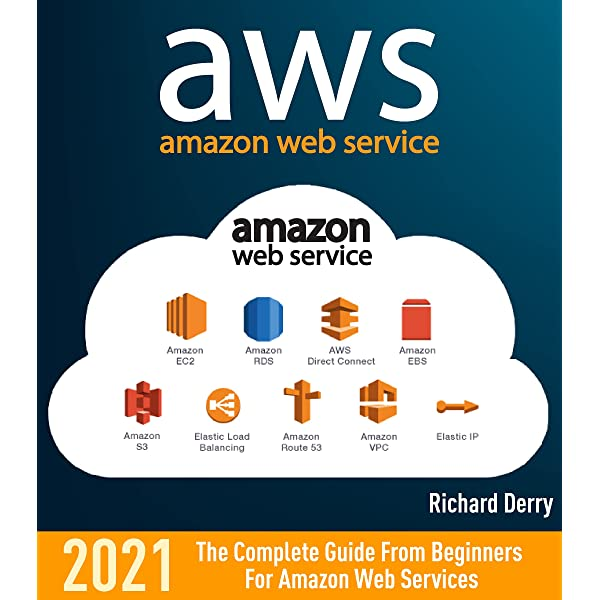 aws
amazon web service
amazon
web service
Amazon
EC2
Amazon
RDS
AWS
Direct Connect
Amazon
EBS
Amazon
S3
Elastic Load
Balancing
Amazon
Route 53
Amazon
VPC
Elastic IP
Richard Derry
2021
The Complete Guide From Beginners
For Amazon Web Services